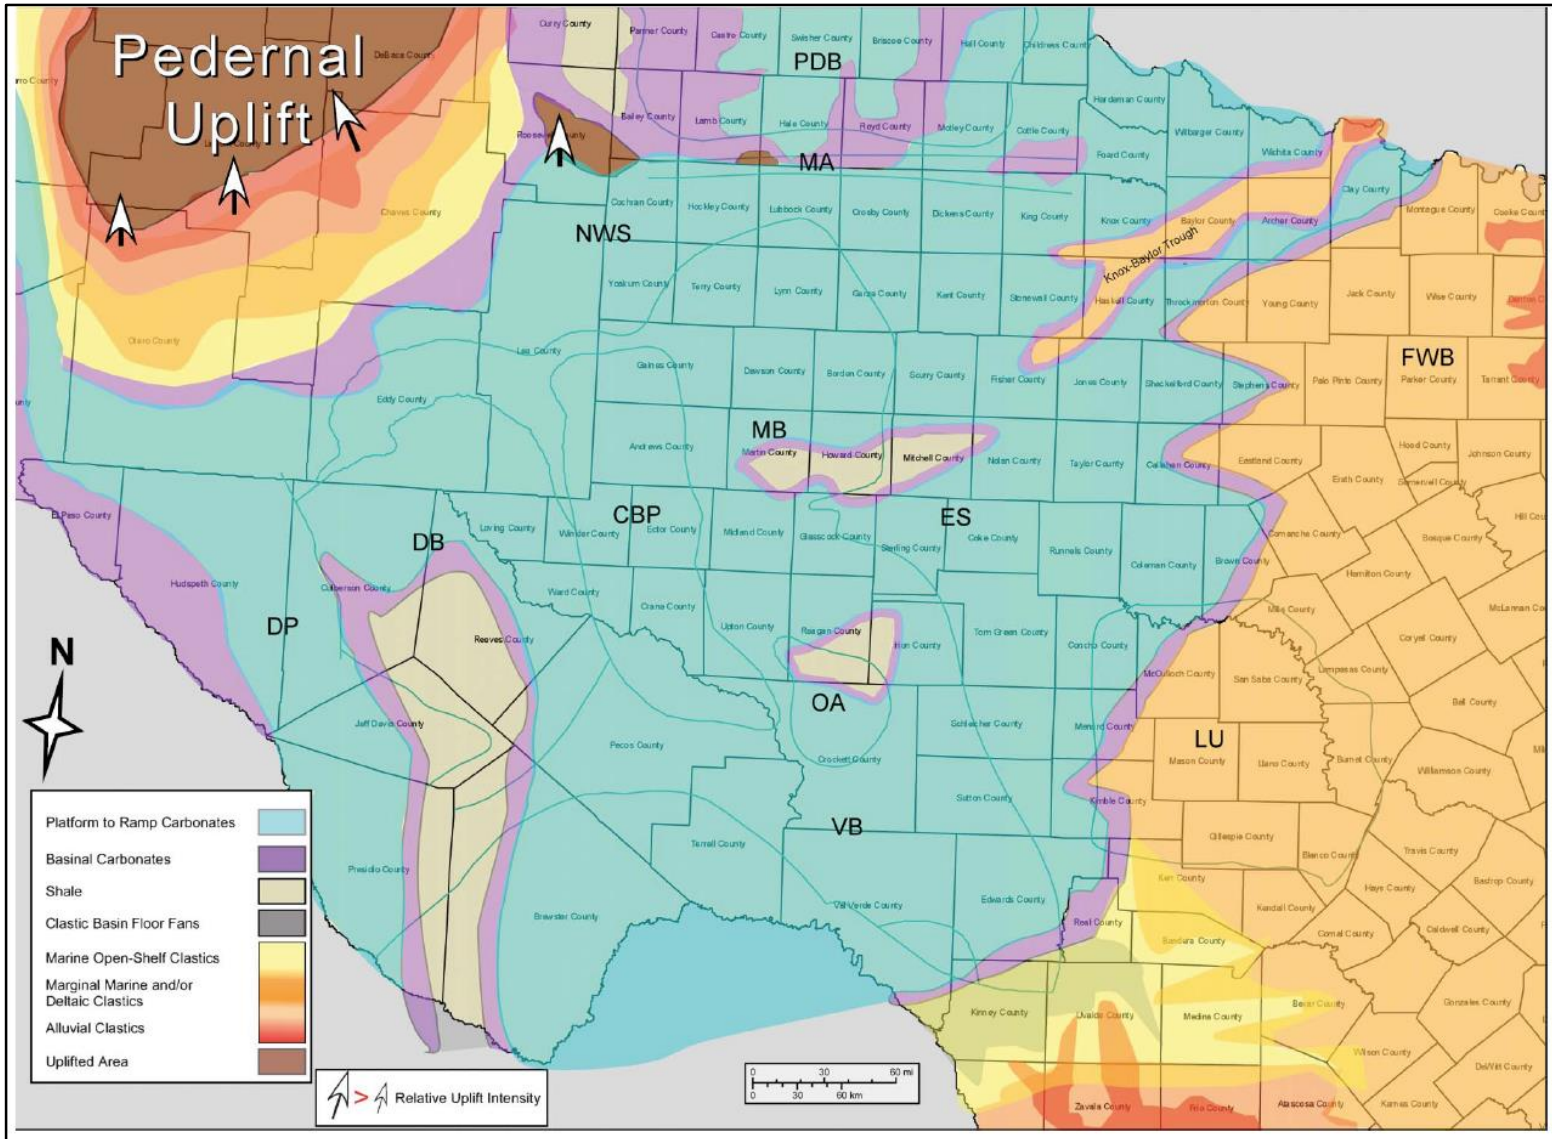 Pedernal
Uplift
Curry County
Parmer County
Castro County
Swisher County
Briscoe County
Hall County
Childress County
DeBaca County
PDB
Hardeman County
Bailey County
Lamb County
Hale County
Floyd County
Motley County
Cottle County
Wilbarger County
Wichita County
Foard County
MA
Clay County
Montague County
Chaves County
Cochran County
Hockley County
Lubbock County
Crosby County
Dickens County
King County
Knox County
Baylor County
Archer County
NWS
Knox-Baylor Trough
Yoakum County
Terry County
Lynn County
Garza County
Kent County
Stonewall County
Haskell County
Throckmorton County
Young County
Jack County
Wise County
Otero County
Lea County
Gaines County
Dawson County
Borden County
Scurry County
Fisher County
Jones County
Shackelford County
Stephens County
Palo Pinto County
Parker County
Tarrant County
FWB
Eddy County
Andrews County
MB
Martin County
Howard County
Mitchell County
Nolan County
Taylor County
Callahan County
Eastland County
Hood County
Johnson County
Erath County
Somervell County
El Paso County
Loving County
Winkler County
CBP
Ector County
Midland County
Glasscock County
Sterling County
ES
Coke County
Runnels County
Coleman County
Brown County
Comanche County
Bosque County
Hamilton County
DB
Hudspeth County
Culberson County
Ward County
Crane County
Upton County
Reagan County
Irion County
Tom Green County
Concho County
Mills County
Coryell County
DP
Reeves County
McCulloch County
San Saba County
Lampasas County
Bell County
N
Jeff Davis County
Pecos County
OA
Crockett County
Schleicher County
Menard County
LU
Mason County
Llano County
Burnet County
Williamson County
Sutton County
Kimble County
Gillespie County
Blanco County
Travis County
Presidio County
Terrell County
VB
Brewster County
Val Verde County
Edwards County
Real County
Kerr County
Kendall County
Bandera County
Comal County
Caldwell County
Kinney County
Uvalde County
Medina County
Gonzales County
Wilson County
Zavala County
Frio County
Atascosa County
Karnes County
Platform to Ramp Carbonates
Basinal Carbonates
Shale
Clastic Basin Floor Fans
Marine Open-Shelf Clastics
Marginal Marine and/or
Deltaic Clastics
Alluvial Clastics
Uplifted Area
> Relative Uplift Intensity
0 30 60 mi
0 30 60 km